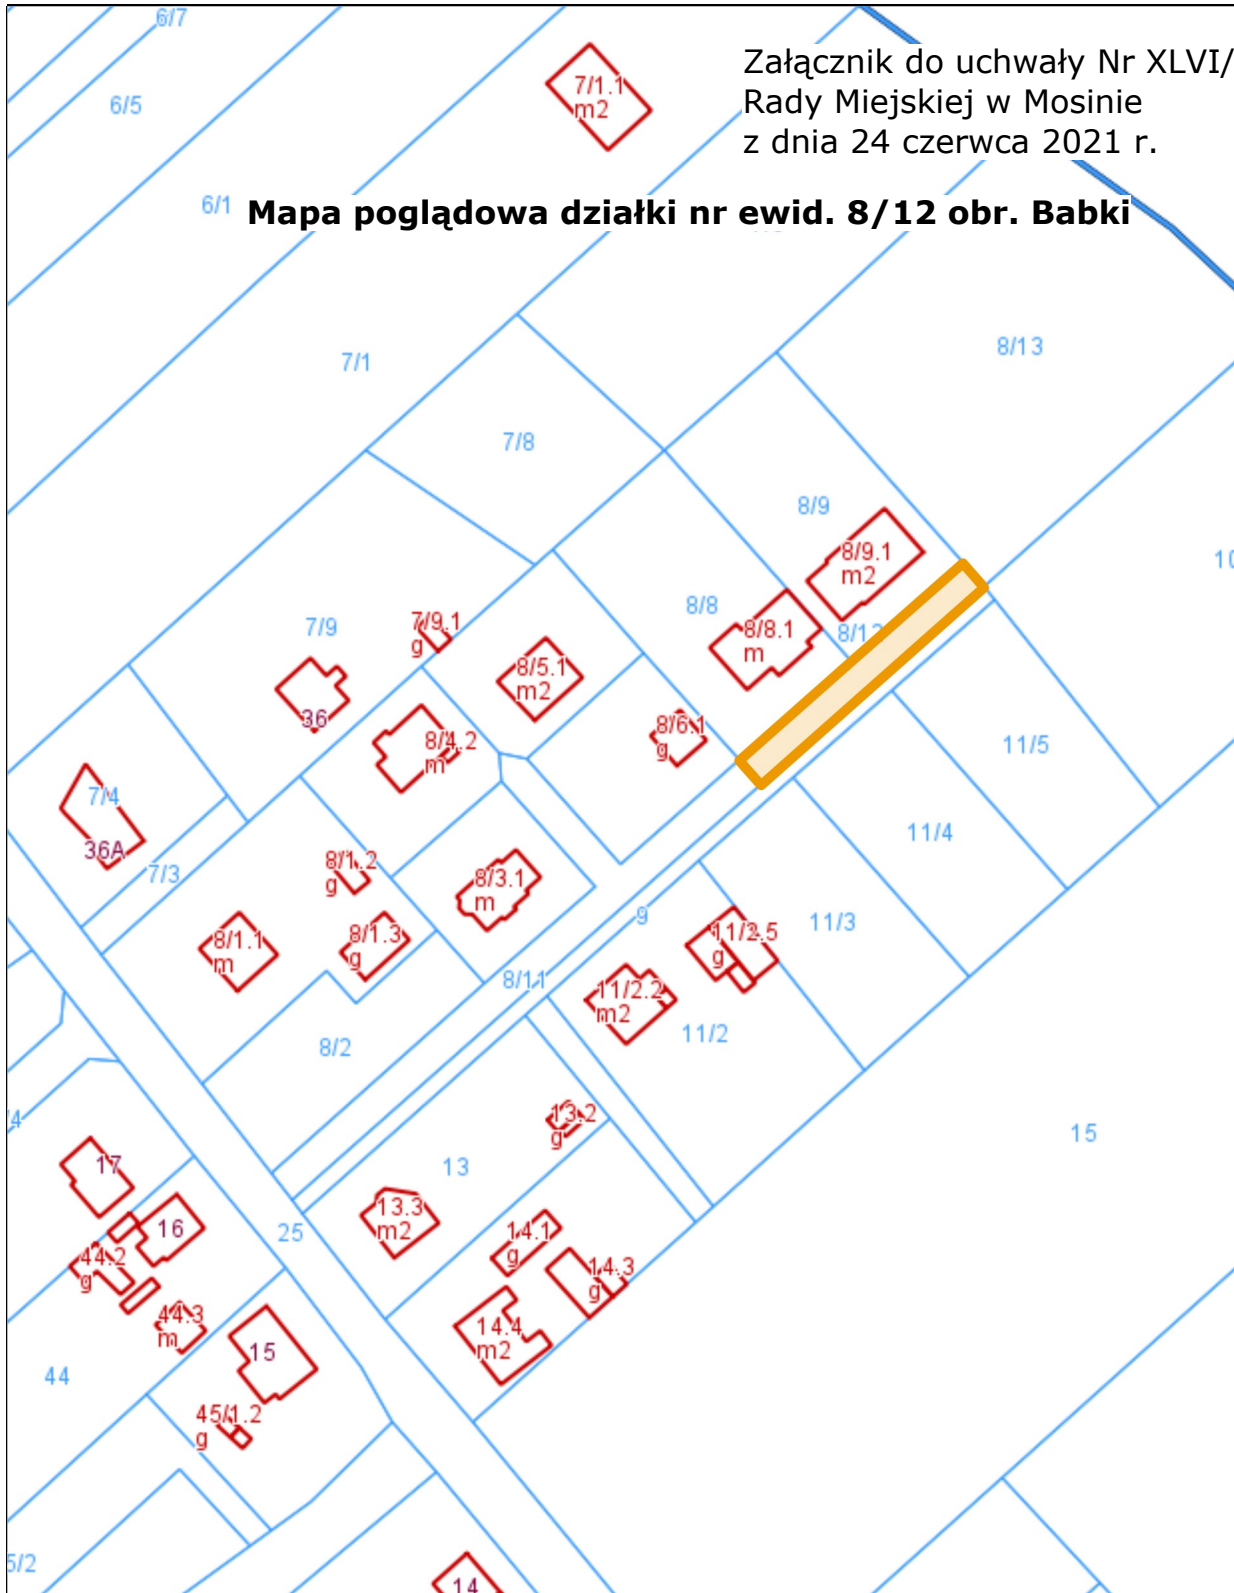 6/7
Załącznik do uchwały Nr XLVI/
Rady Miejskiej w Mosinie
z dnia 24 czerwca 2021 r.
7/1.1
m2
6/5
6/1
Mapa poglądowa działki nr ewid. 8/12 obr. Babki
8/13
7/1
7/8
8/9
8/9.1
m2
10
8/8
7/9
7/9.1
g
8/8.1
m
8/12
8/5.1
m2
36
8/6.1
g
8/4.2
m
11/5
7/4
36A
11/4
7/3
8/1.2
g
8/3.1
m
9
11/3
8/1.1
m
8/1.3
g
11/2.5
g
8/11
11/2.2
m2
11/2
8/2
/4
13.2
g
15
17
13
13.3
m2
16
25
14.1
g
44.2
g
14.3
g
44.3
m
14.4
m2
15
44
45/1.2
g
5/2
14